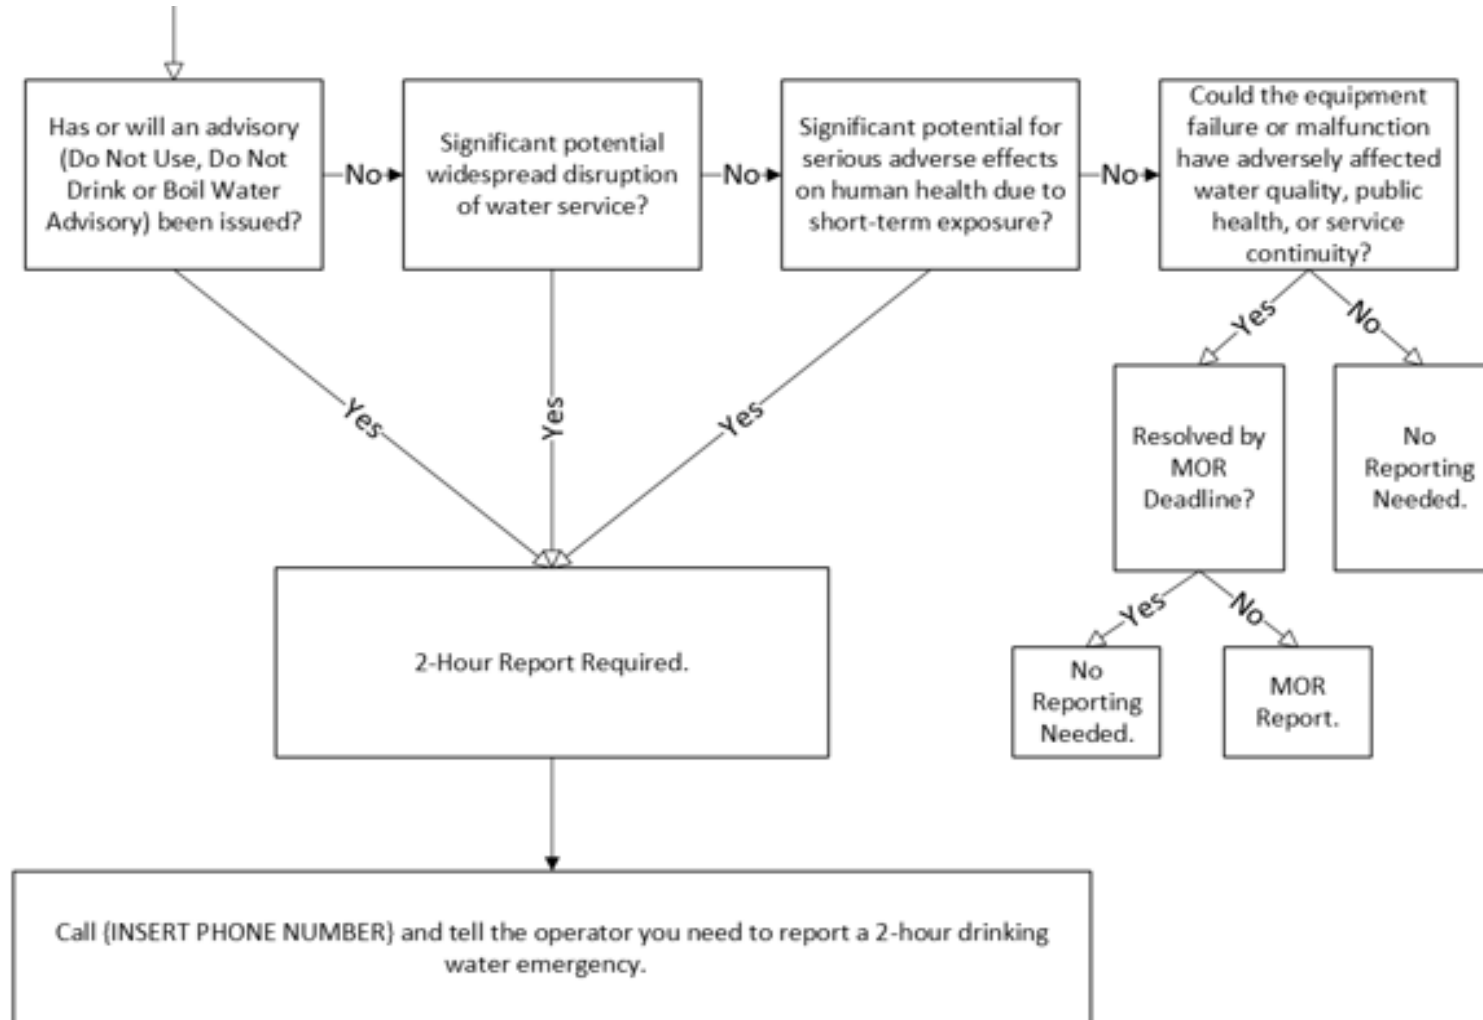 Has or will an advisory
(Do Not Use, Do Not
Drink or Boil Water
Advisory) been issued?
No
Significant potential
widespread disruption
of water service?
No
Significant potential for
serious adverse effects
on human health due to
short-term exposure?
No
Could the equipment
failure or malfunction
have adversely affected
water quality, public
health, or service
continuity?
Yes
No
Yes
Yes
Yes
Resolved by
MOR
Deadline?
No
Reporting
Needed.
Yes
No
2-Hour Report Required.
No
Reporting
Needed.
MOR
Report.
Call {INSERT PHONE NUMBER} and tell the operator you need to report a 2-hour drinking
water emergency.